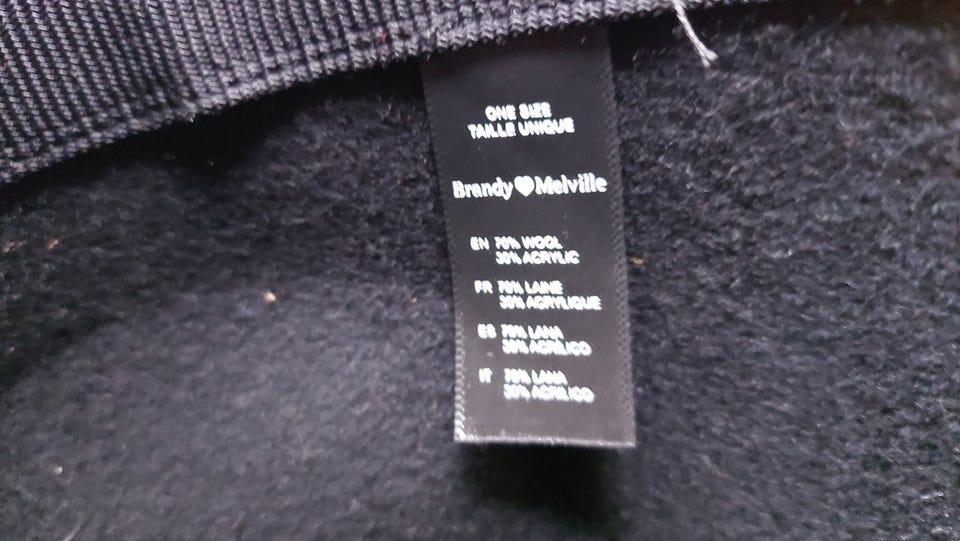 ONE SIZE
TAILLE UNIQUE
Brandy♥Melville
EN 70% WOOL
30% ACRYLIC
FR 70% LAINE
30% ACRYLIQUE
ES 70% LANA
30% ACRILICO
IT 70% LANA
30% ACRILICO